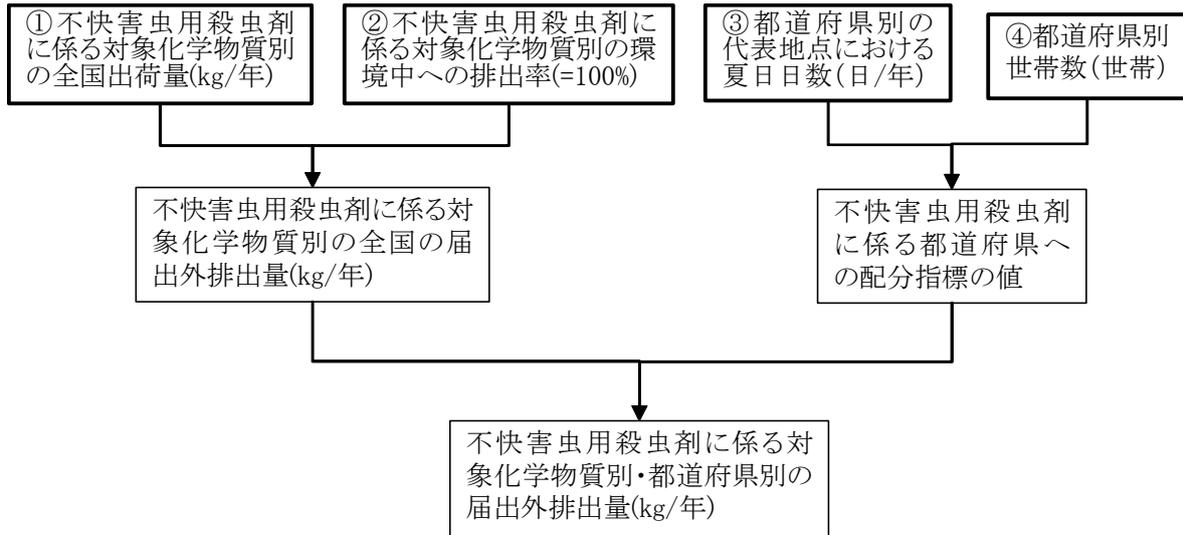 ①不快害虫用殺虫剤
に係る対象化学物質別
の全国出荷量(kg/年)
②不快害虫用殺虫剤に
係る対象化学物質別の環
境中への排出率(=100%)
③都道府県別の
代表地点における
夏日日数(日/年)
④都道府県別
世帯数(世帯)
不快害虫用殺虫剤に係る対
象化学物質別の全国の届
出外排出量(kg/年)
不快害虫用殺虫剤
に係る都道府県へ
の配分指標の値
不快害虫用殺虫剤に係る対
象化学物質別・都道府県別の
届出外排出量(kg/年)